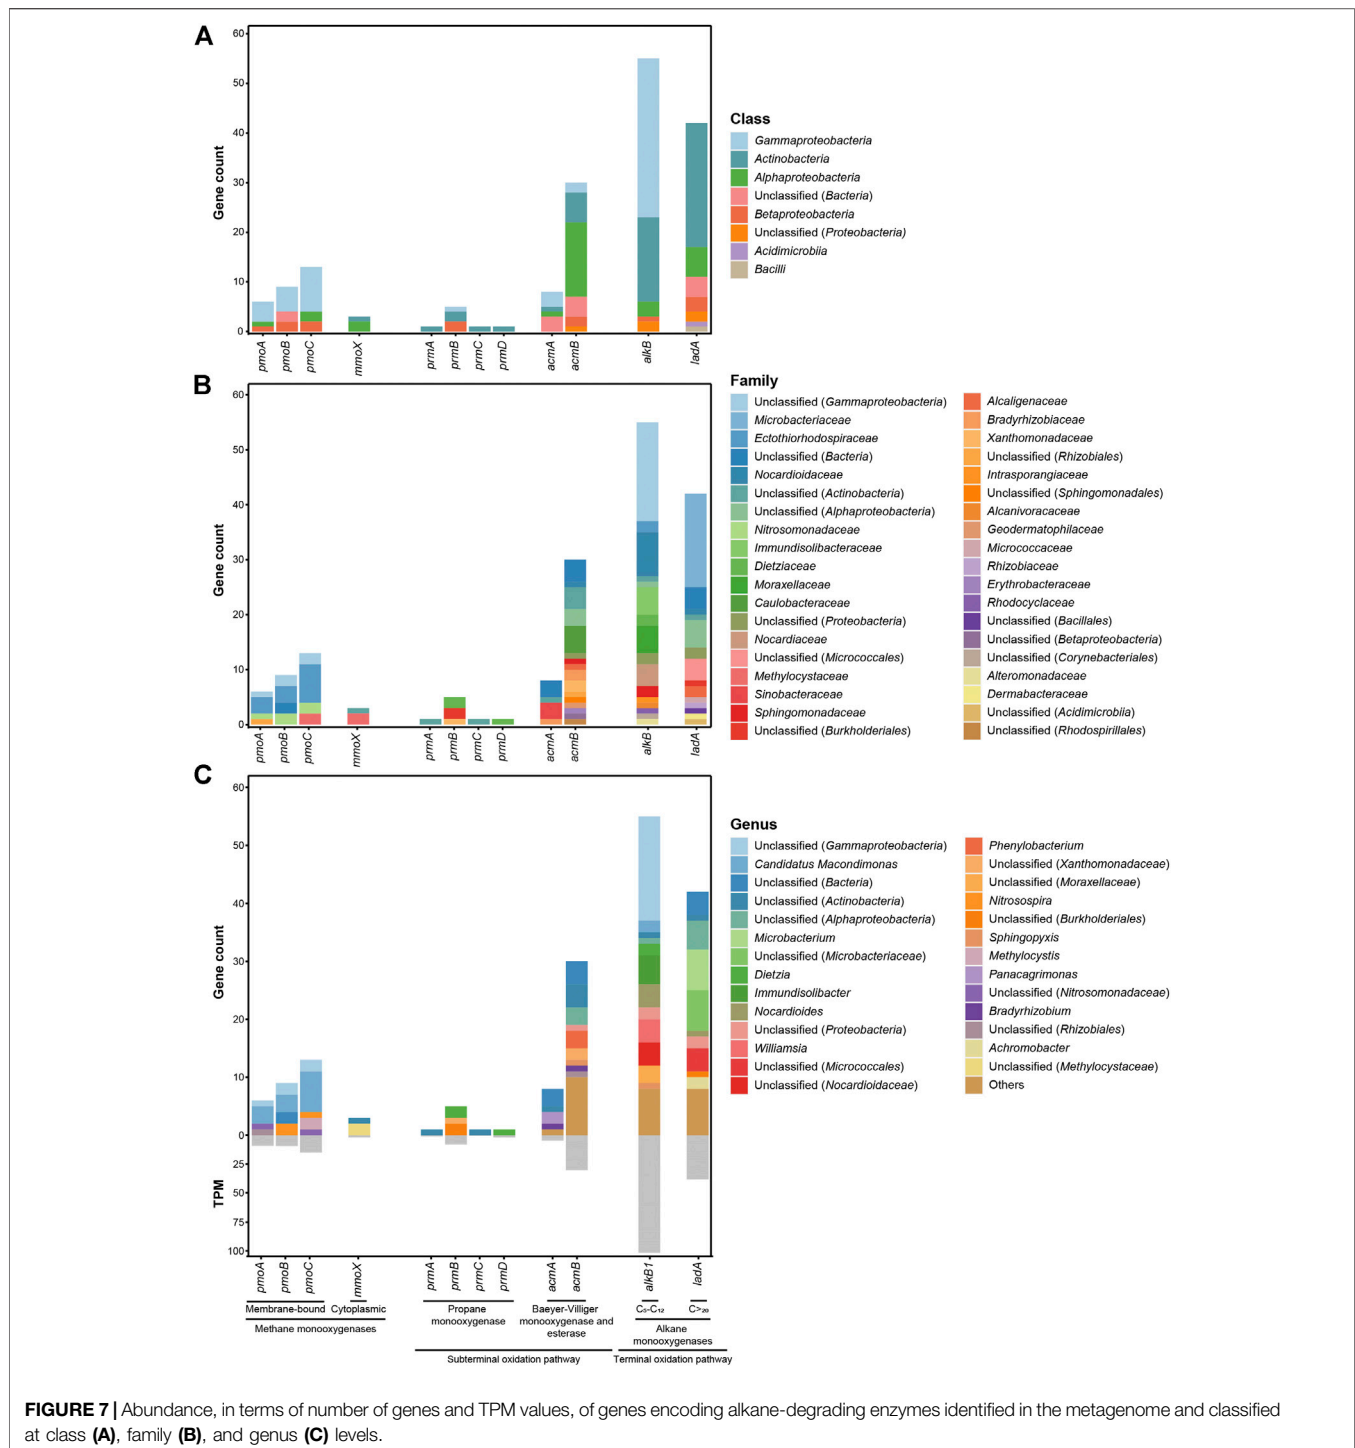 A
60
50
40
30
20
10
0
Gene count
pmoA
pmoB
pmoC
mmoX
prmA
prmB
prmC
prmD
acmA
acmB
alkB
ladA
Class
Gammaproteobacteria
Actinobacteria
Alphaproteobacteria
Unclassified (Bacteria)
Betaproteobacteria
Unclassified (Proteobacteria)
Acidimicrobiia
Bacilli
B
60
50
40
30
20
10
0
Gene count
pmoA
pmoB
pmoC
mmoX
prmA
prmB
prmC
prmD
acmA
acmB
alkB
ladA
Family
Unclassified (Gammaproteobacteria)
Microbacteriaceae
Ectothiorhodospiraceae
Unclassified (Bacteria)
Nocardioidaceae
Unclassified (Actinobacteria)
Unclassified (Alphaproteobacteria)
Nitrosomonadaceae
Immundisolibacteraceae
Dietziaceae
Moraxellaceae
Caulobacteraceae
Unclassified (Proteobacteria)
Nocardiaceae
Unclassified (Micrococcales)
Methylocystaceae
Sinobacteraceae
Sphingomonadaceae
Unclassified (Burkholderiales)
Alcaligenaceae
Bradyrhizobiaceae
Xanthomonadaceae
Unclassified (Rhizobiales)
Intrasporangiaceae
Unclassified (Sphingomonadales)
Alcanivoracaceae
Geodermatophilaceae
Micrococcaceae
Rhizobiaceae
Erythrobacteraceae
Rhodocyclaceae
Unclassified (Bacillales)
Unclassified (Betaproteobacteria)
Unclassified (Corynebacteriales)
Alteromonadaceae
Dermabacteraceae
Unclassified (Acidimicrobiia)
Unclassified (Rhodospirillales)
C
60
50
40
30
20
10
0
25
50
75
100
Gene count
TPM
pmoA
pmoB
pmoC
mmoX
prmA
prmB
prmC
prmD
acmA
acmB
alkB1
ladA
Genus
Unclassified (Gammaproteobacteria)
Candidatus Macondimonas
Unclassified (Bacteria)
Unclassified (Actinobacteria)
Unclassified (Alphaproteobacteria)
Microbacterium
Unclassified (Microbacteriaceae)
Dietzia
Immundisolibacter
Nocardioides
Unclassified (Proteobacteria)
Williamsia
Unclassified (Micrococcales)
Unclassified (Nocardioidaceae)
Phenylobacterium
Unclassified (Xanthomonadaceae)
Unclassified (Moraxellaceae)
Nitrosospira
Unclassified (Burkholderiales)
Sphingopyxis
Methylocystis
Panacagrimonas
Unclassified (Nitrosomonadaceae)
Bradyrhizobium
Unclassified (Rhizobiales)
Achromobacter
Unclassified (Methylocystaceae)
Others
Membrane-bound
Cytoplasmic
Methane monooxygenases
Propane
monooxygenase
Baeyer-Villiger
monooxygenase and
esterase
Subterminal oxidation pathway
C₅-C₁₂
C>₂₀
Alkane
monooxygenases
Terminal oxidation pathway
FIGURE 7 | Abundance, in terms of number of genes and TPM values, of genes encoding alkane-degrading enzymes identified in the metagenome and classified
at class (A), family (B), and genus (C) levels.